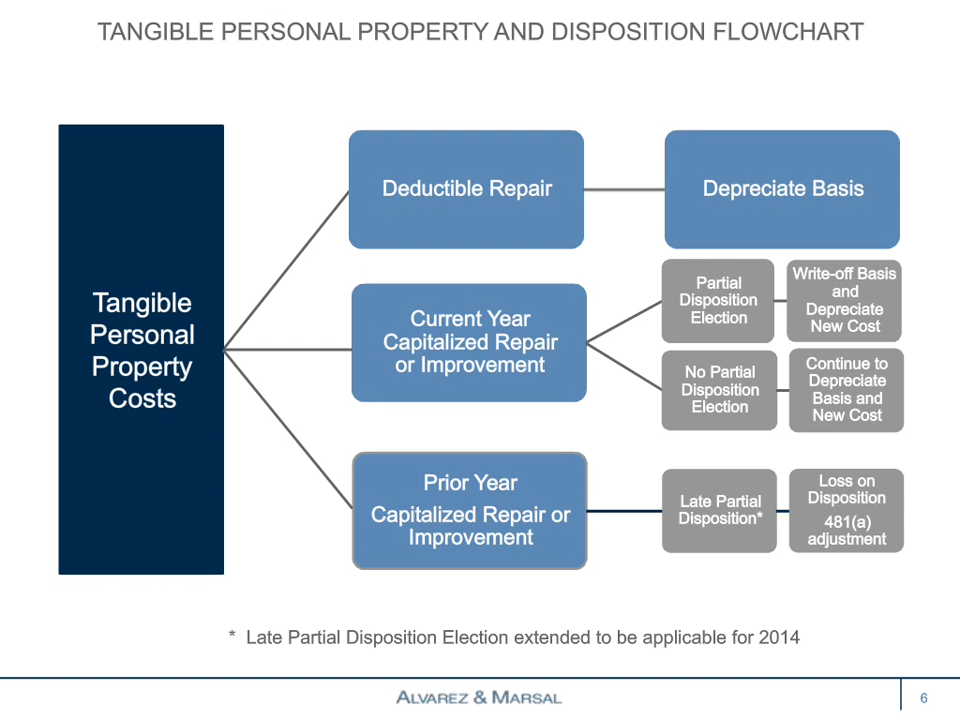 TANGIBLE PERSONAL PROPERTY AND DISPOSITION FLOWCHART
Tangible
Personal
Property
Costs
Deductible Repair
Depreciate Basis
Current Year
Capitalized Repair
or Improvement
Partial
Disposition
Election
Write-off Basis
and
Depreciate
New Cost
No Partial
Disposition
Election
Continue to
Depreciate
Basis and
New Cost
Prior Year
Capitalized Repair or
Improvement
Late Partial
Disposition*
Loss on
Disposition
481(a)
adjustment
* Late Partial Disposition Election extended to be applicable for 2014
ALVAREZ & MARSAL
6